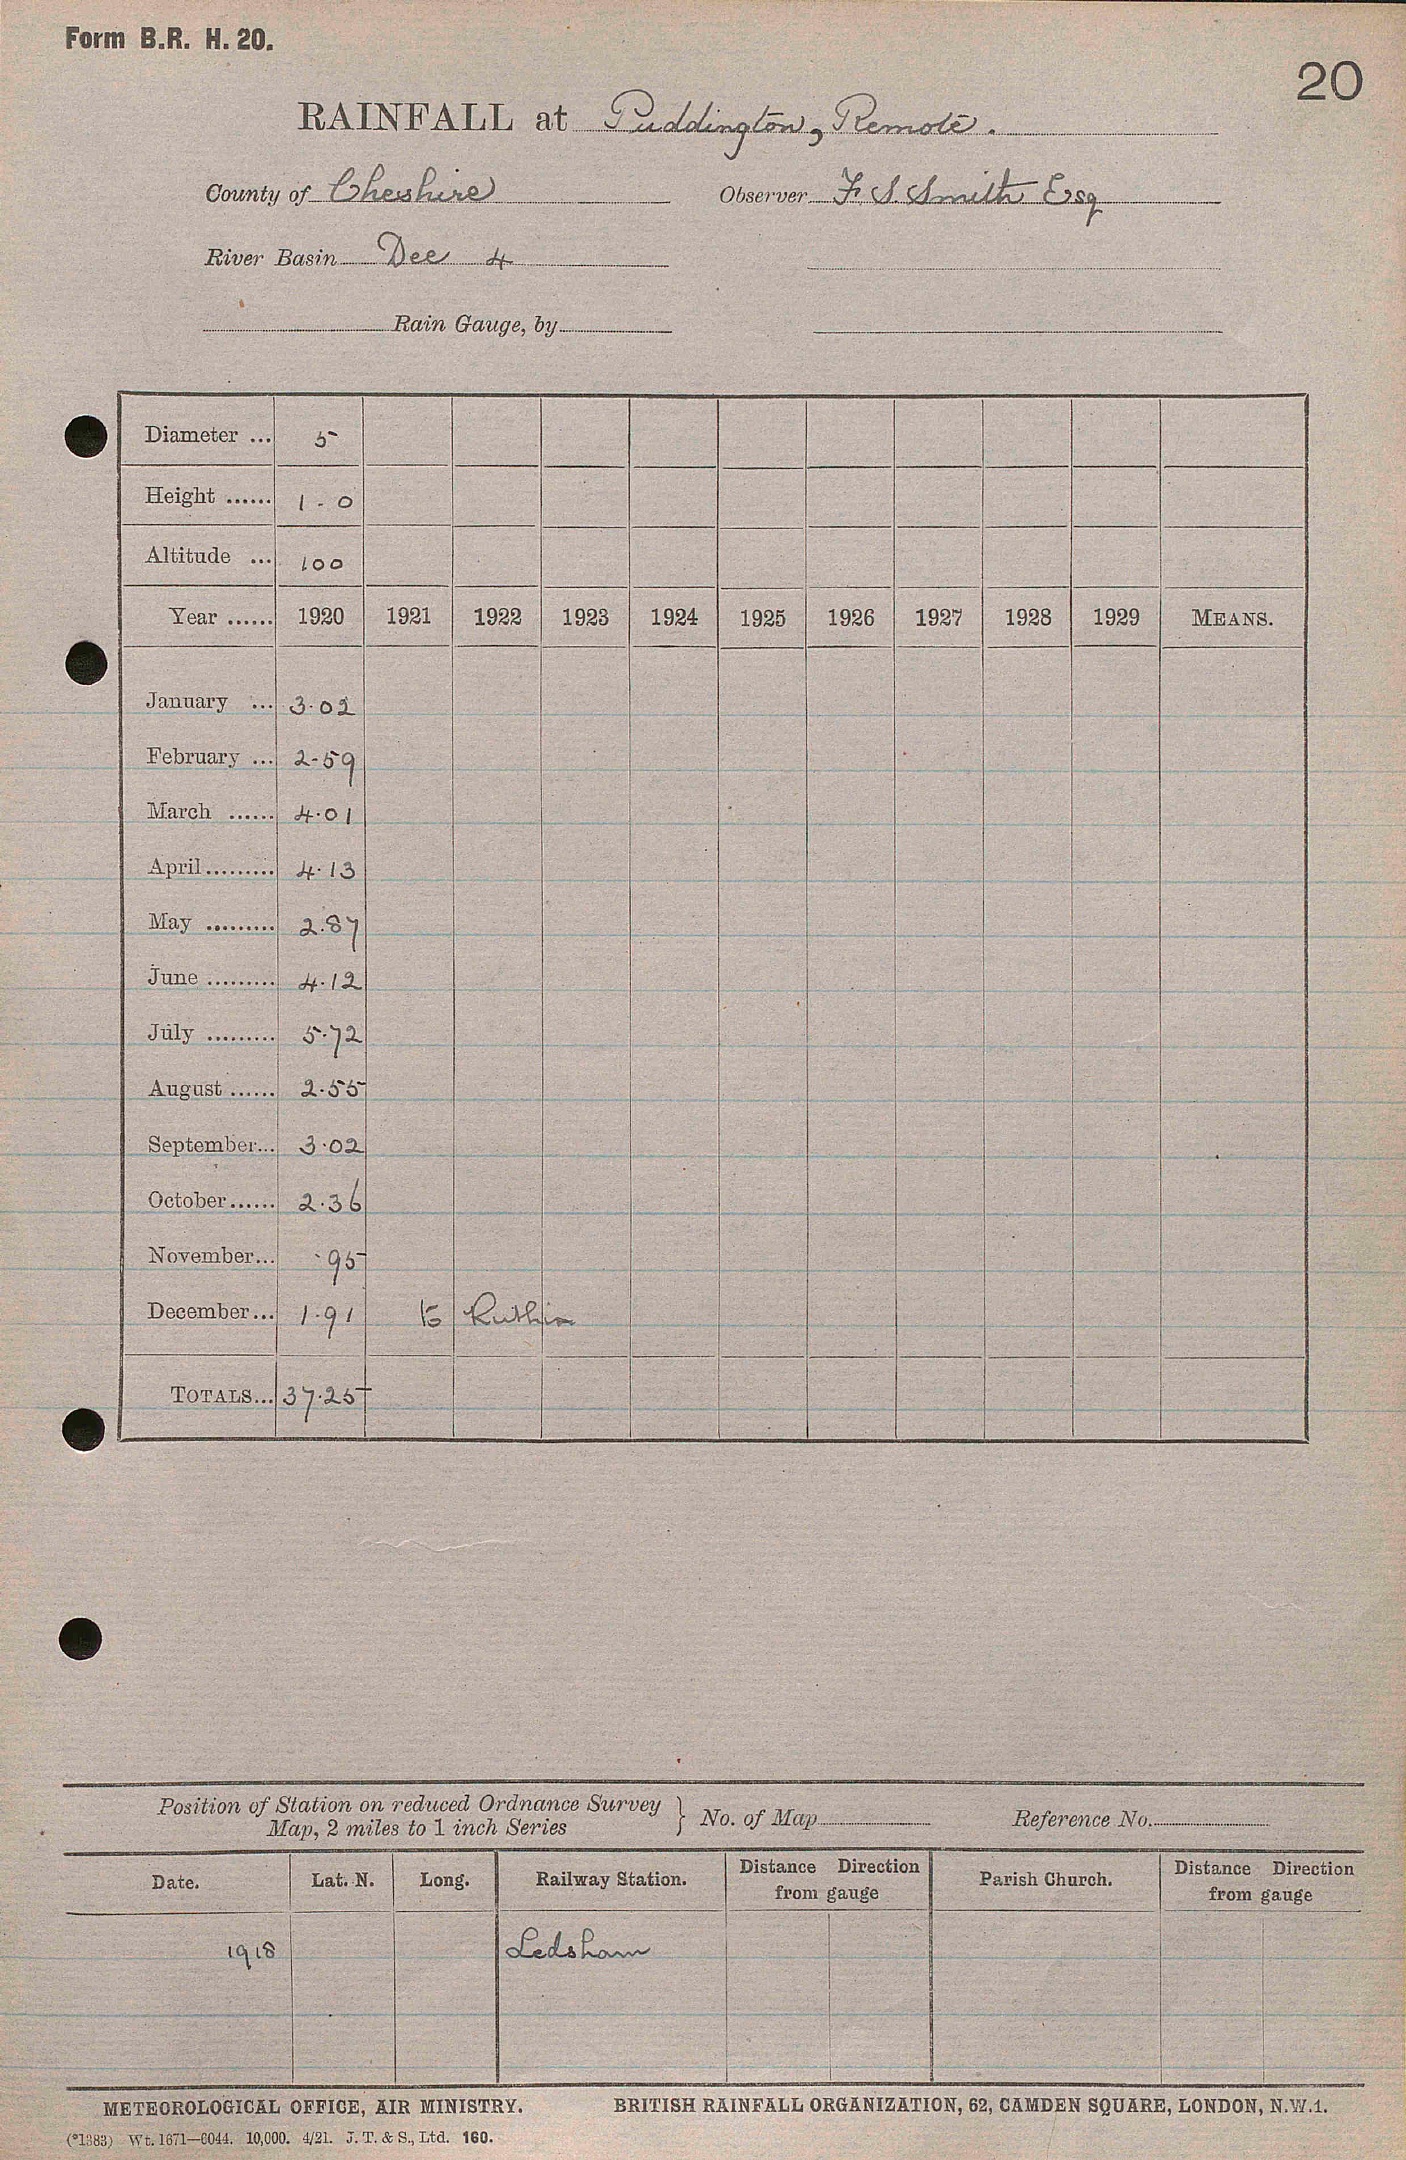 Form B.R. H. 20.
20
RAINFALL at Puddington, Remote.
County of Cheshire Observer F. S. Smith Esq
River Basin Dee 4
Rain Gauge, by
Diameter ... 5
Height ...... 1 - 0
Altitude ... 100
Year ...... 1920 1921 1922 1923 1924 1925 1926 1927 1928 1929 MEANS.
January ... 3.02
February ... 2.59
March ...... 4.01
April ......... 4.13
May ......... 2.87
June ......... 4.12
July ......... 5.72
August ...... 2.55
September... 3.02
October...... 2.36
November... .95
December... 1.91 to Ruthin
TOTALS... 37.25
Position of Station on reduced Ordnance Survey
Map, 2 miles to 1 inch Series } No. of Map Reference No.
Date. Lat. N. Long. Railway Station. Distance Direction from gauge Parish Church. Distance Direction from gauge
1918 Ledsham
METEOROLOGICAL OFFICE, AIR MINISTRY. BRITISH RAINFALL ORGANIZATION, 62, CAMDEN SQUARE, LONDON, N.W.1.
(*1383) Wt. 1671—6044. 10,000. 4/21. J. T. & S., Ltd. 160.